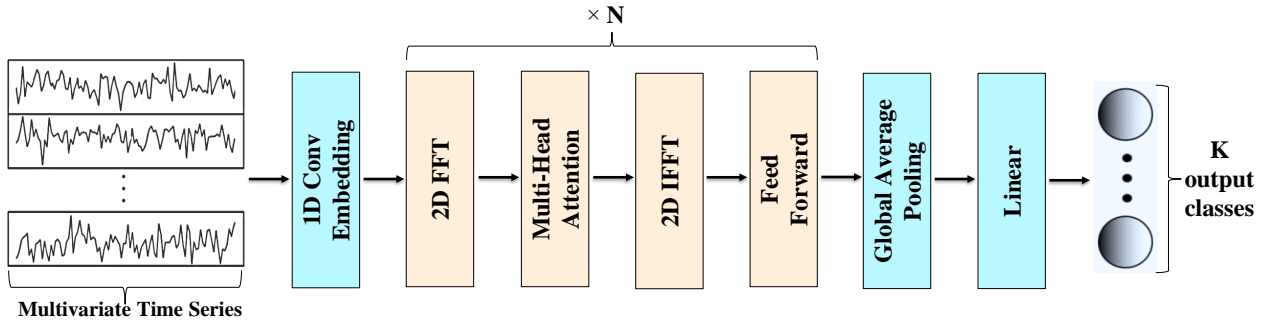 × N
1D Conv
Embedding
2D FFT
Multi-Head
Attention
2D IFFT
Feed
Forward
Global Average
Pooling
Linear
K
output
classes
Multivariate Time Series